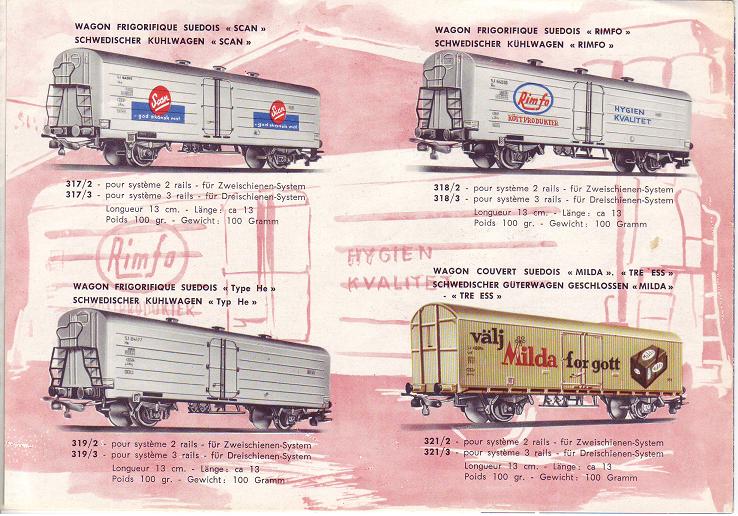 WAGON FRIGORIFIQUE SUEDOIS « SCAN »
SCHWEDISCHER KÜHLWAGEN « SCAN »
Scan
-god skånsk mat
Scan
-god skånsk mat
317/2 - pour système 2 rails - für Zweischienen-System
317/3 - pour système 3 rails - für Dreischienen-System
Longueur 13 cm. - Länge: ca 13
Poids 100 gr. - Gewicht: 100 Gramm
WAGON FRIGORIFIQUE SUEDOIS « RIMFO »
SCHWEDISCHER KÜHLWAGEN « RIMFO »
Rimfo
KÖTTPRODUKTER
HYGIEN
KVALITET
318/2 - pour système 2 rails - für Zweischienen-System
318/3 - pour système 3 rails - für Dreischienen-System
Longueur 13 cm. - Länge: ca 13
Poids 100 gr. - Gewicht: 100 Gramm
Rimfo
HYGIEN
KVALITET
WAGON FRIGORIFIQUE SUEDOIS « Type He »
SCHWEDISCHER KÜHLWAGEN « Typ He »
319/2 - pour système 2 rails - für Zweischienen-System
319/3 - pour système 3 rails - für Dreischienen-System
Longueur 13 cm. - Länge: ca 13
Poids 100 gr. - Gewicht: 100 Gramm
WAGON COUVERT SUEDOIS « MILDA ». « TRE ESS »
SCHWEDISCHER GÜTERWAGEN GESCHLOSSEN « MILDA »
- « TRE ESS »
välj
Milda för gott
321/2 - pour système 2 rails - für Zweischienen-System
321/3 - pour système 3 rails - für Dreischienen-System
Longueur 13 cm. - Länge: ca 13
Poids 100 gr. - Gewicht: 100 Gramm